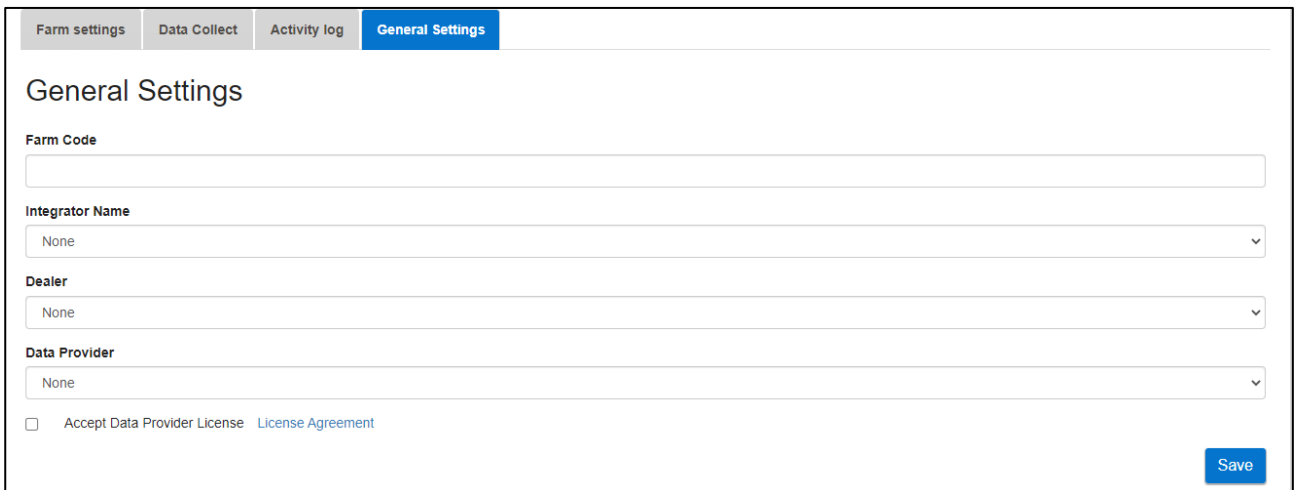 Farm settings Data Collect Activity log General Settings
General Settings
Farm Code
Integrator Name
None
Dealer
None
Data Provider
None
Accept Data Provider License License Agreement
Save